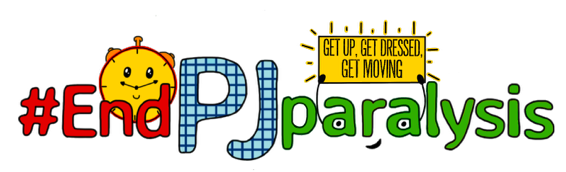 GET UP, GET DRESSED,
GET MOVING
#EndPJparalysis